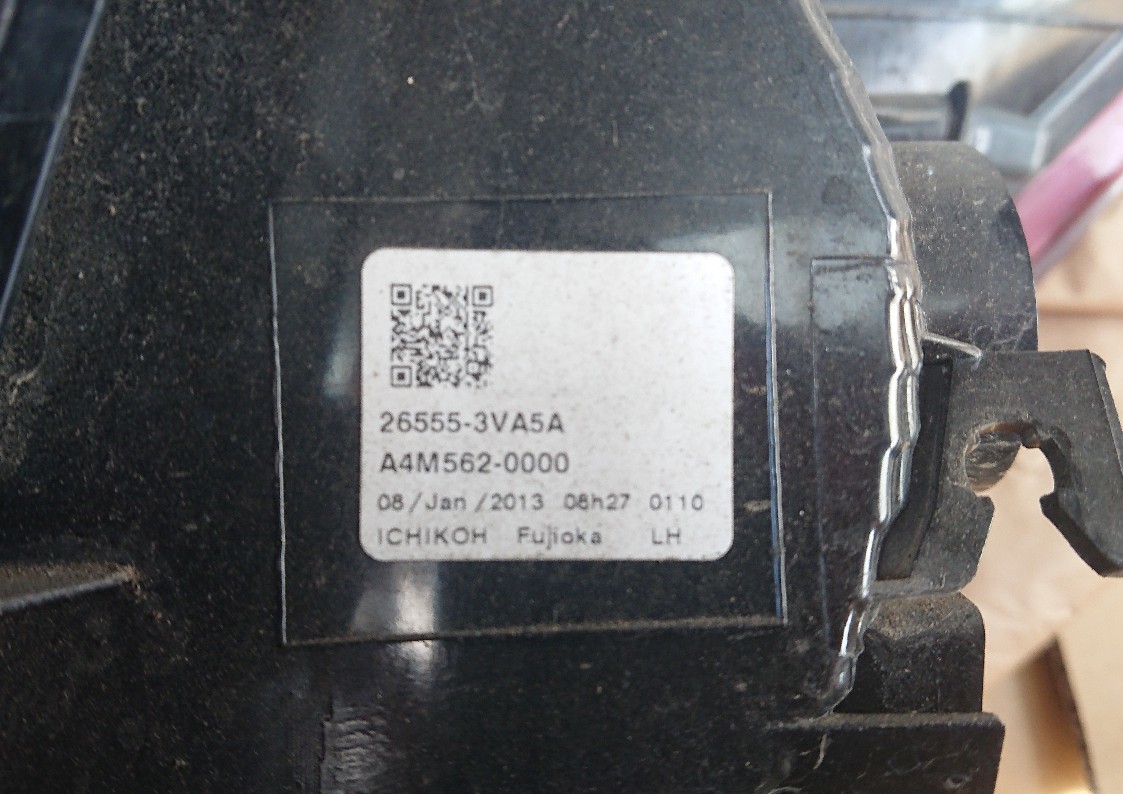 26555-3VA5A
A4M562-0000
08/Jan/2013 08h27 0110
ICHIKOH Fujioka LH